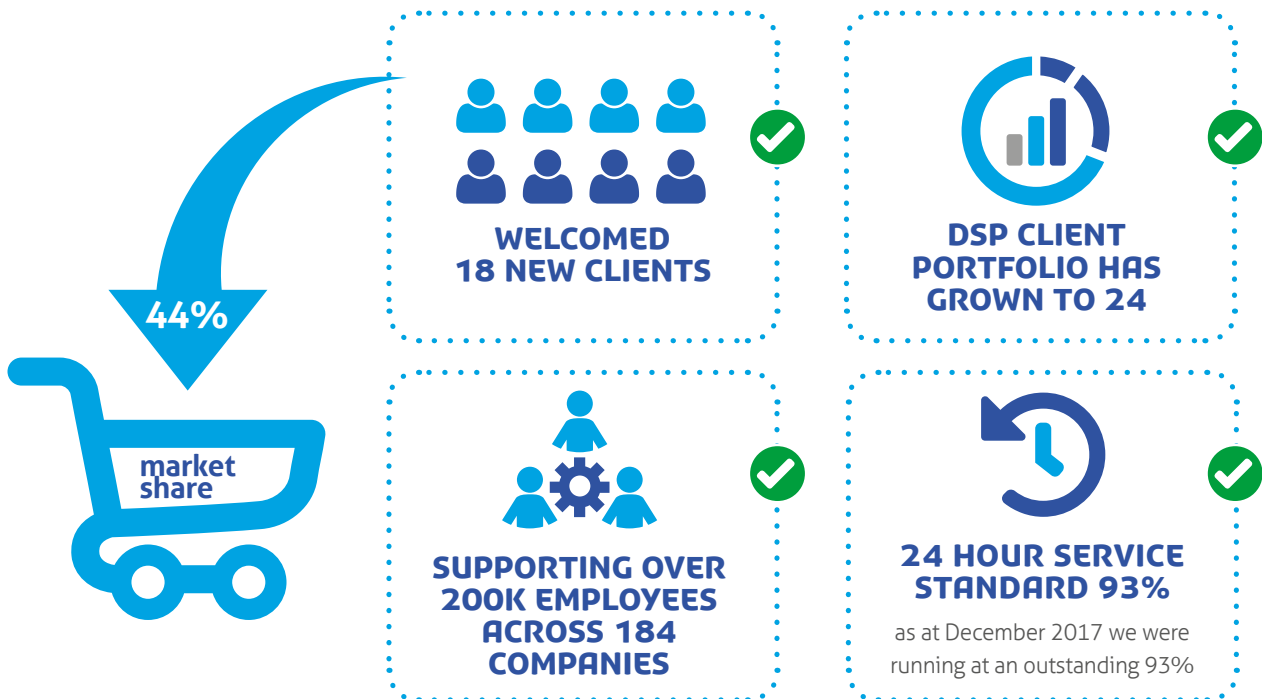 44%
market
share
WELCOMED
18 NEW CLIENTS
DSP CLIENT
PORTFOLIO HAS
GROWN TO 24
SUPPORTING OVER
200K EMPLOYEES
ACROSS 184
COMPANIES
24 HOUR SERVICE
STANDARD 93%
as at December 2017 we were
running at an outstanding 93%